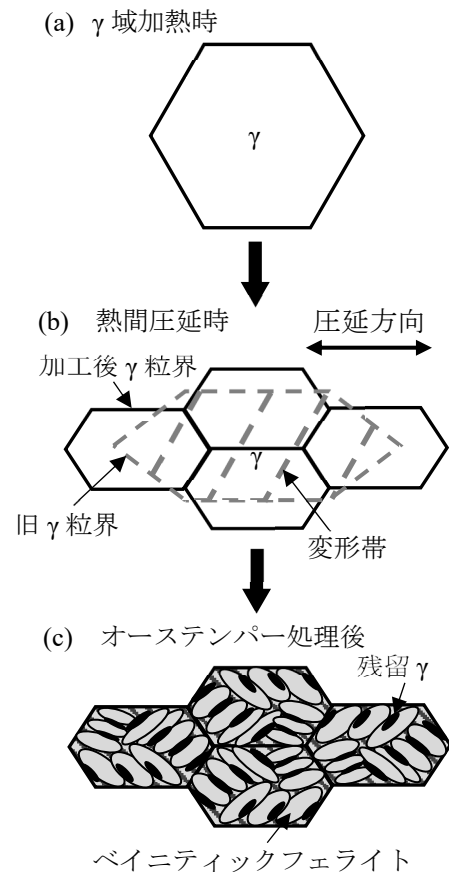 (a) γ 域加熱時
γ
(b) 熱間圧延時
圧延方向
加工後 γ 粒界
γ
旧 γ 粒界
変形帯
(c) オーステンパー処理後
残留 γ
ベイニティックフェライト